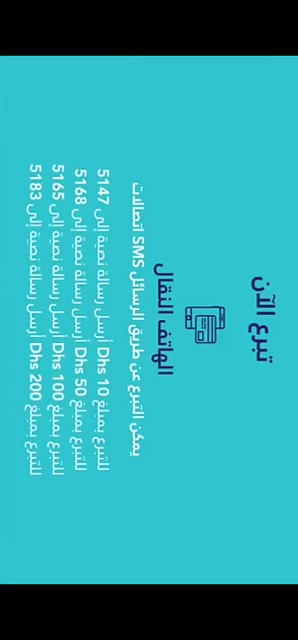 تبرع الآن
الهاتف النقال
يمكن التبرع عن طريق الرسائل SMS اتصالات
للتبرع بمبلغ Dhs 10 أرسل رسالة نصية إلى 5147
للتبرع بمبلغ Dhs 50 أرسل رسالة نصية إلى 5168
للتبرع بمبلغ Dhs 100 أرسل رسالة نصية إلى 5165
للتبرع بمبلغ Dhs 200 أرسل رسالة نصية إلى 5183